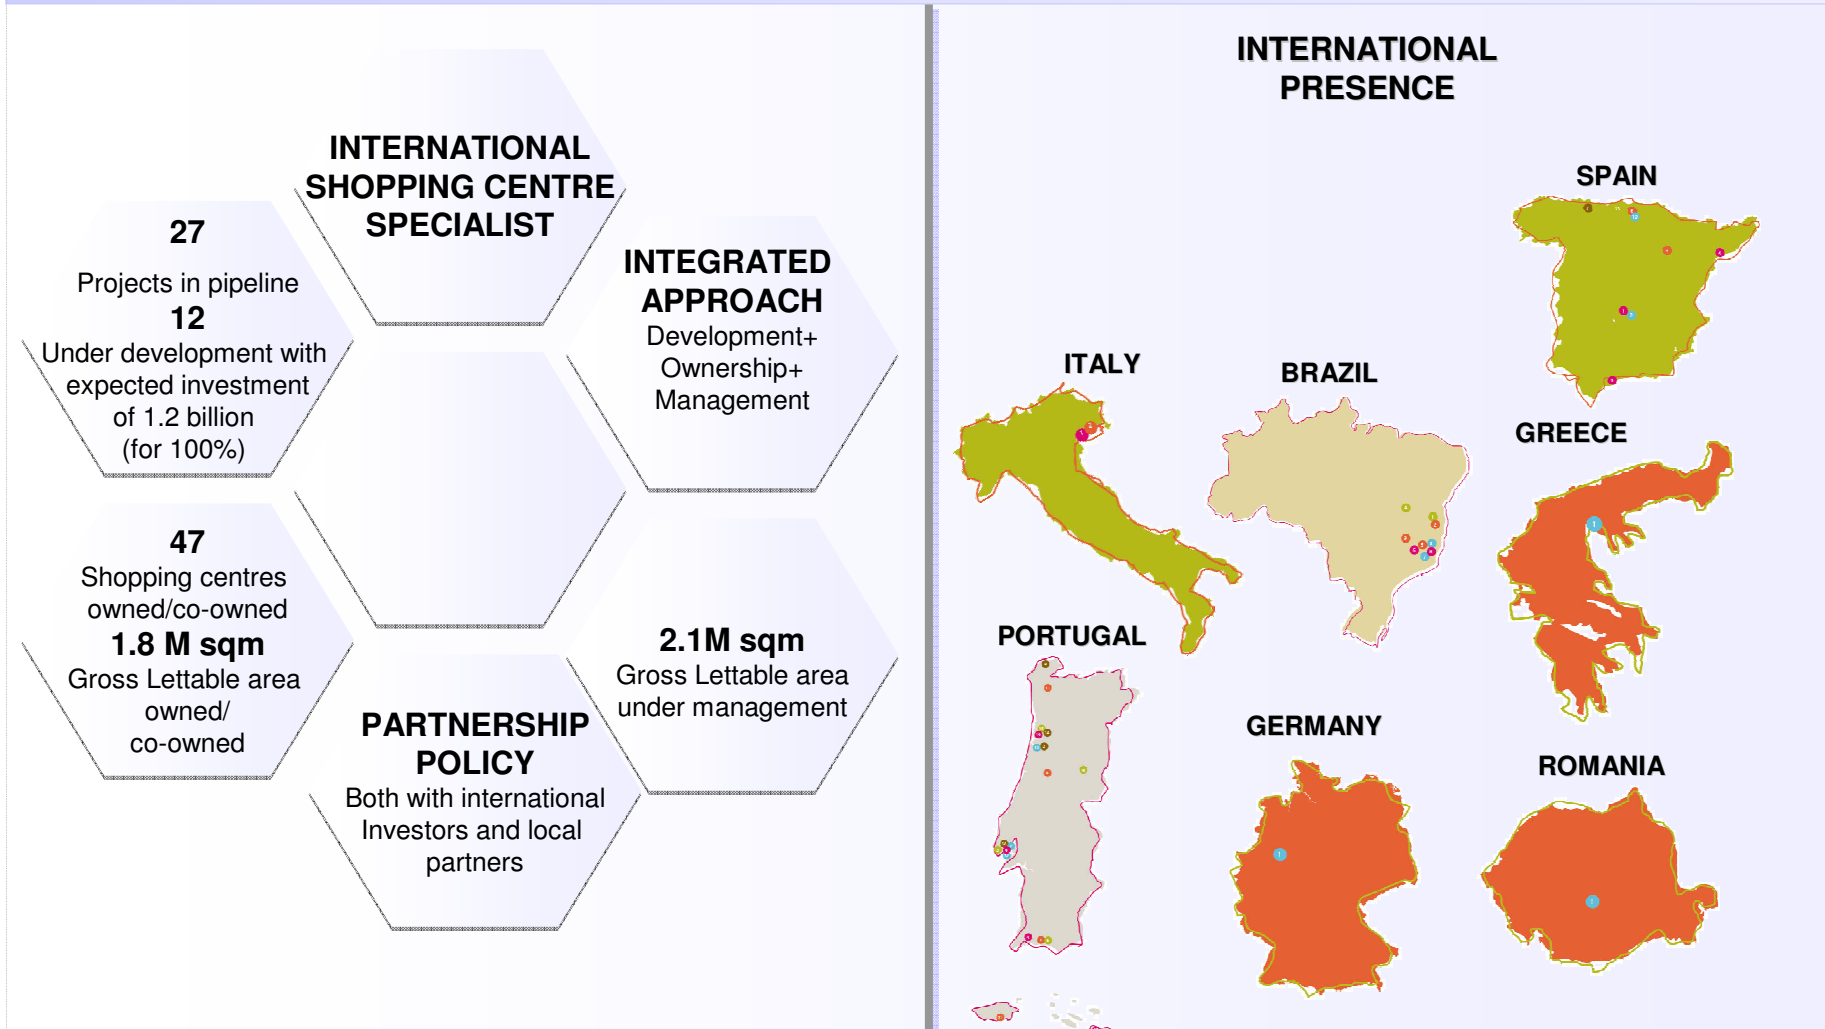 INTERNATIONAL
SHOPPING CENTRE
SPECIALIST
27
Projects in pipeline
12
Under development with
expected investment
of 1.2 billion
(for 100%)
INTEGRATED
APPROACH
Development+
Ownership+
Management
47
Shopping centres
owned/co-owned
1.8 M sqm
Gross Lettable area
owned/
co-owned
2.1M sqm
Gross Lettable area
under management
PARTNERSHIP
POLICY
Both with international
Investors and local
partners
INTERNATIONAL
PRESENCE
SPAIN
ITALY
BRAZIL
GREECE
PORTUGAL
GERMANY
ROMANIA